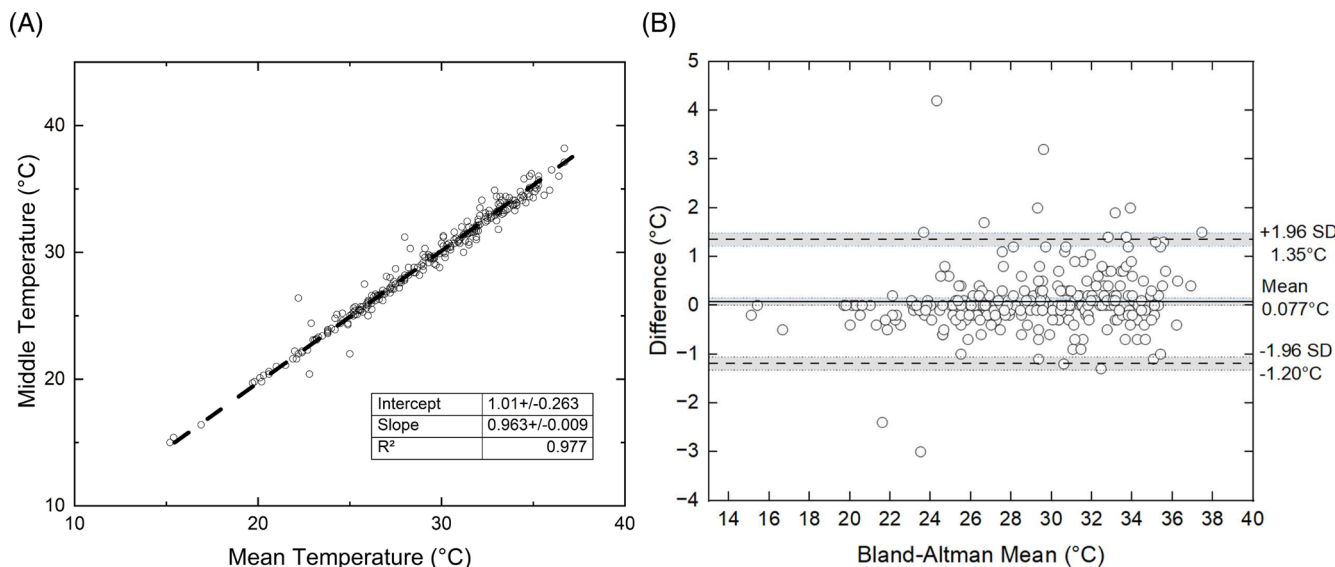 (A)
(B)
Middle Temperature (°C)
40
30
20
10
10
20
30
40
Mean Temperature (°C)
Intercept 1.01+/-0.263
Slope 0.963+/-0.009
R² 0.977
Difference (°C)
5
4
3
2
1
0
−1
−2
−3
−4
14 16 18 20 22 24 26 28 30 32 34 36 38 40
Bland-Altman Mean (°C)
+1.96 SD
1.35°C
Mean
0.077°C
-1.96 SD
-1.20°C